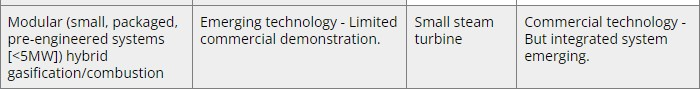 Modular (small, packaged,
pre-engineered systems
[<5MW]) hybrid
gasification/combustion
Emerging technology - Limited
commercial demonstration.
Small steam
turbine
Commercial technology -
But integrated system
emerging.